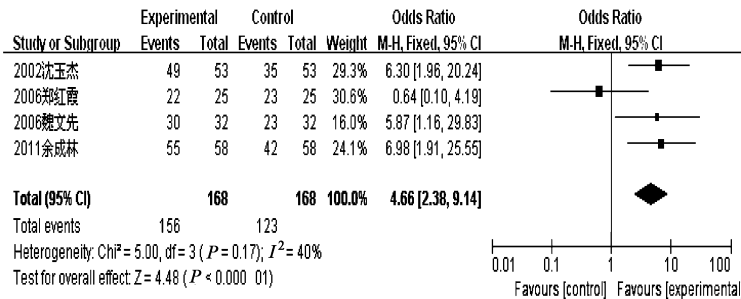 Experimental Control Odds Ratio Odds Ratio
Study or Subgroup Events Total Events Total Weight M-H, Fixed, 95% CI M-H, Fixed, 95% CI
2002沈玉杰 49 53 35 53 29.3% 6.30 [1.96, 20.24]
2006郑红霞 22 25 23 25 30.6% 0.64 [0.10, 4.19]
2006魏文先 30 32 23 32 16.0% 5.87 [1.16, 29.83]
2011余成林 55 58 42 58 24.1% 6.98 [1.91, 25.55]
Total (95% CI) 168 168 100.0% 4.66 [2.38, 9.14]
Total events 156 123
Heterogeneity: Chi² = 5.00, df = 3 (P = 0.17); I² = 40%
Test for overall effect: Z = 4.48 (P < 0.000 01)
0.01 0.1 1 10 100
Favours [control] Favours [experimental]